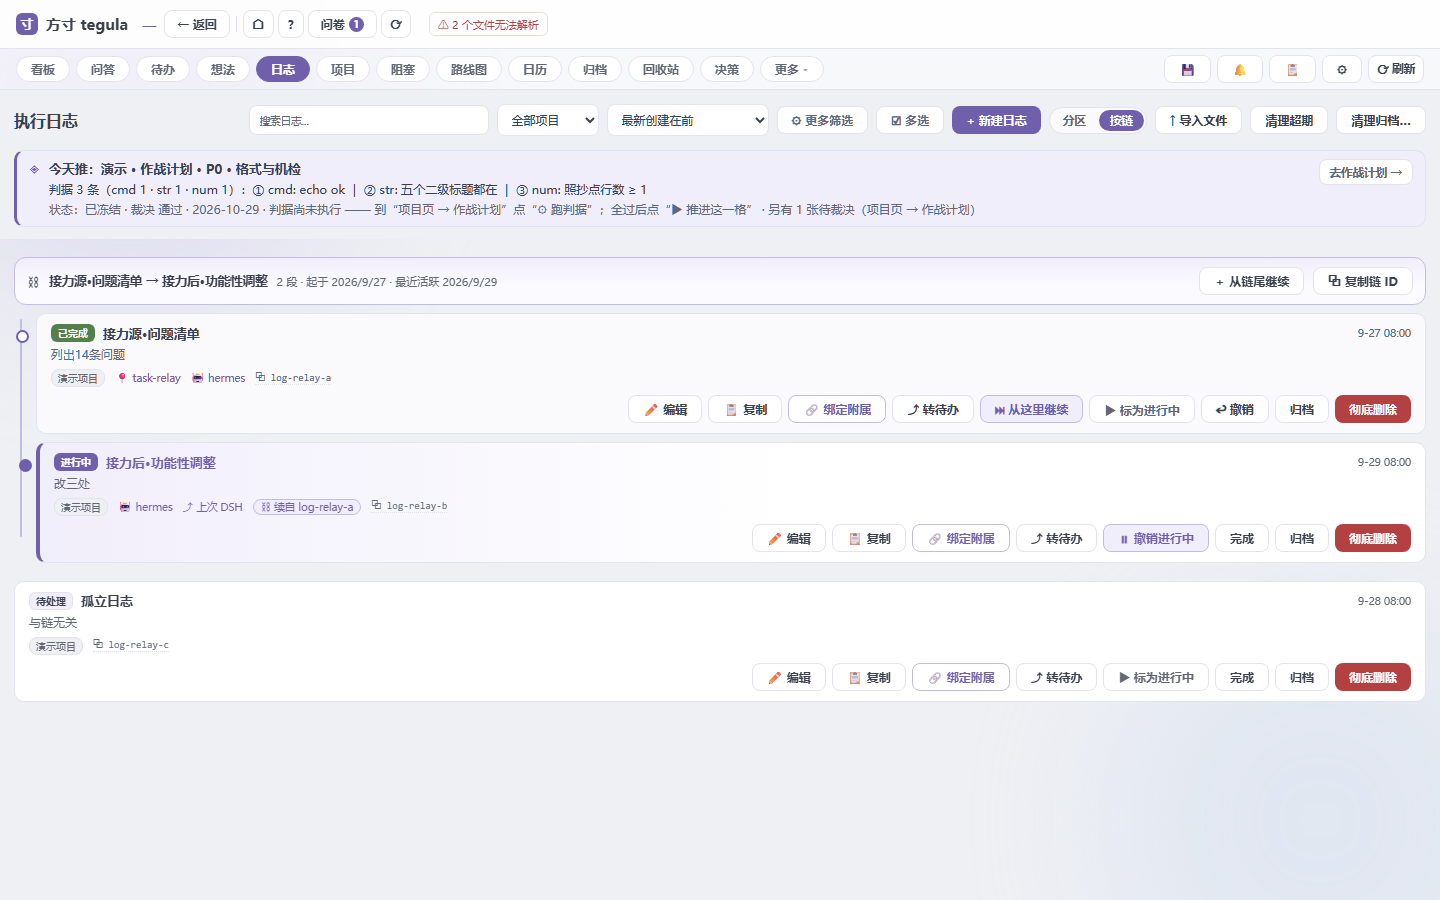 寸 方寸 tegula — ← 返回 ? 问卷 1 ⟳ ⚠ 2 个文件无法解析
看板 问答 待办 想法 日志 项目 阻塞 路线图 日历 归档 回收站 决策 更多 ⟳ 刷新
执行日志 搜索日志... 全部项目 最新创建在前 ⚙ 更多筛选 ☑ 多选 + 新建日志 分区 按链 ↑ 导入文件 清理超期 清理归档...
◈ 今天推：演示 • 作战计划 • P0 • 格式与机检 去作战计划 →
判据 3 条（cmd 1 · str 1 · num 1）: ① cmd: echo ok | ② str: 五个二级标题都在 | ③ num: 照抄点行数 ≥ 1
状态：已冻结 · 裁决 通过 · 2026-10-29 · 判据尚未执行 —— 到“项目页 → 作战计划”点“⚙ 跑判据”；全过后点“▶ 推进这一格” · 另有 1 张待裁决（项目页 → 作战计划）
⛓ 接力源•问题清单 → 接力后•功能性调整 2 段 · 起于 2026/9/27 · 最近活跃 2026/9/29 + 从链尾继续 复制链 ID
已完成 接力源•问题清单 9-27 08:00
列出14条问题
演示项目 📍 task-relay hermes log-relay-a
编辑 复制 绑定附属 转待办 ⏭ 从这里继续 ▶ 标为进行中 ↩ 撤销 归档 彻底删除
进行中 接力后•功能性调整 9-29 08:00
改三处
演示项目 hermes ⤴ 上次 DSH ⛓ 续自 log-relay-a log-relay-b
编辑 复制 绑定附属 转待办 ⏸ 撤销进行中 完成 归档 彻底删除
待处理 孤立日志 9-28 08:00
与链无关
演示项目 log-relay-c
编辑 复制 绑定附属 转待办 ▶ 标为进行中 完成 归档 彻底删除